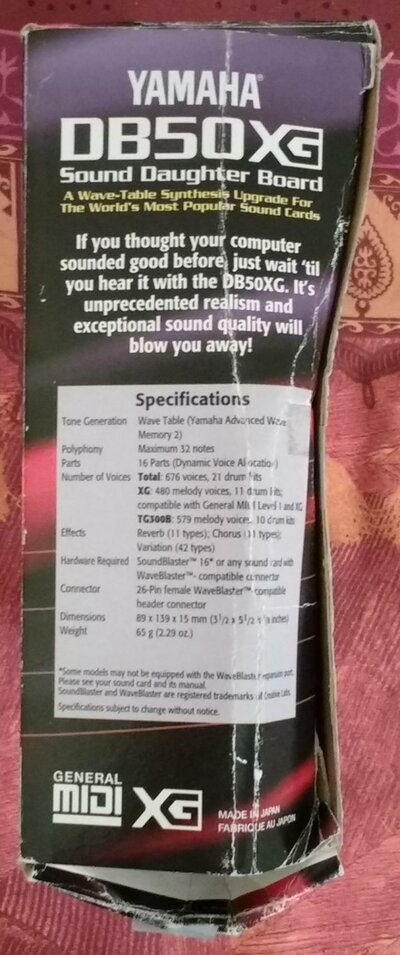 YAMAHA®
DB50XG
Sound Daughter Board
A Wave-Table Synthesis Upgrade For
The World's Most Popular Sound Cards
If you thought your computer
sounded good before, just wait 'til
you hear it with the DB50XG. It's
unprecedented realism and
exceptional sound quality will
blow you away!
Specifications
Tone Generation Wave Table (Yamaha Advanced Wave
Memory 2)
Polyphony Maximum 32 notes
Parts 16 Parts (Dynamic Voice Allocation)
Number of Voices Total: 676 voices, 21 drum kits
XG: 480 melody voices, 11 drum kits;
compatible with General MIDI Level 1 and XG
TG300B: 579 melody voices, 10 drum kits
Effects Reverb (11 types); Chorus (11 types);
Variation (42 types)
Hardware Required SoundBlaster™ 16* or any sound card with
WaveBlaster™- compatible connector
Connector 26-Pin female WaveBlaster™- compatible
header connector
Dimensions 89 x 139 x 15 mm (3 1/2 x 5 1/2 x inches)
Weight 65 g (2.29 oz.)
*Some models may not be equipped with the WaveBlaster expansion port.
Please see your sound card and its manual.
SoundBlaster and WaveBlaster are registered trademarks of Creative Labs.
Specifications subject to change without notice.
GENERAL
MIDI XG
MADE IN JAPAN
FABRIQUE AU JAPON